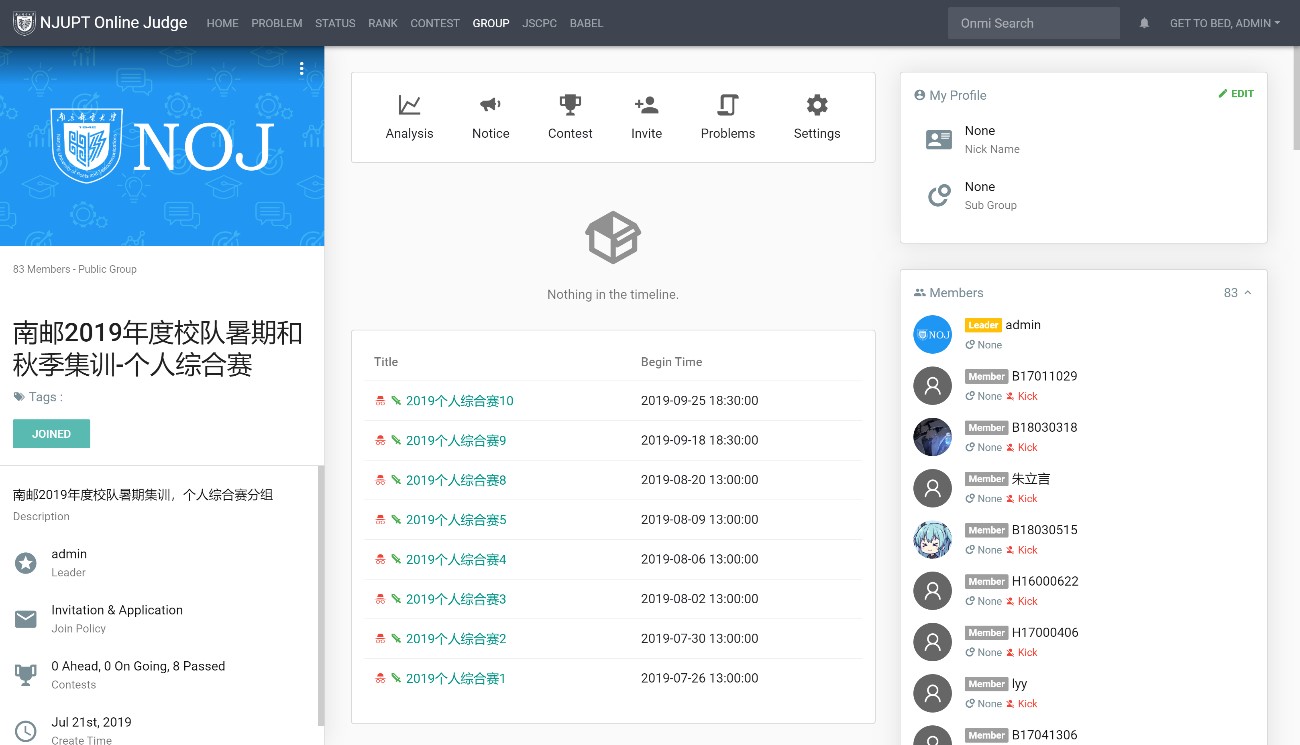 NJUPT Online Judge
HOME PROBLEM STATUS RANK CONTEST GROUP JSCPC BABEL
Onmi Search
GET TO BED, ADMIN
NOJ
83 Members - Public Group
南邮2019年度校队暑期和
秋季集训-个人综合赛
Tags :
JOINED
南邮2019年度校队暑期集训，个人综合赛分组
Description
admin
Leader
Invitation & Application
Join Policy
0 Ahead, 0 On Going, 8 Passed
Contests
Jul 21st, 2019
Create Time
Analysis Notice Contest Invite Problems Settings
Nothing in the timeline.
Title Begin Time
2019个人综合赛10 2019-09-25 18:30:00
2019个人综合赛9 2019-09-18 18:30:00
2019个人综合赛8 2019-08-20 13:00:00
2019个人综合赛5 2019-08-09 13:00:00
2019个人综合赛4 2019-08-06 13:00:00
2019个人综合赛3 2019-08-02 13:00:00
2019个人综合赛2 2019-07-30 13:00:00
2019个人综合赛1 2019-07-26 13:00:00
My Profile EDIT
None
Nick Name
None
Sub Group
Members 83
NOJ
Leader admin
None
Member B17011029
None Kick
Member B18030318
None Kick
Member 朱立言
None Kick
Member B18030515
None Kick
Member H16000622
None Kick
Member H17000406
None Kick
Member lyy
None Kick
Member B17041306